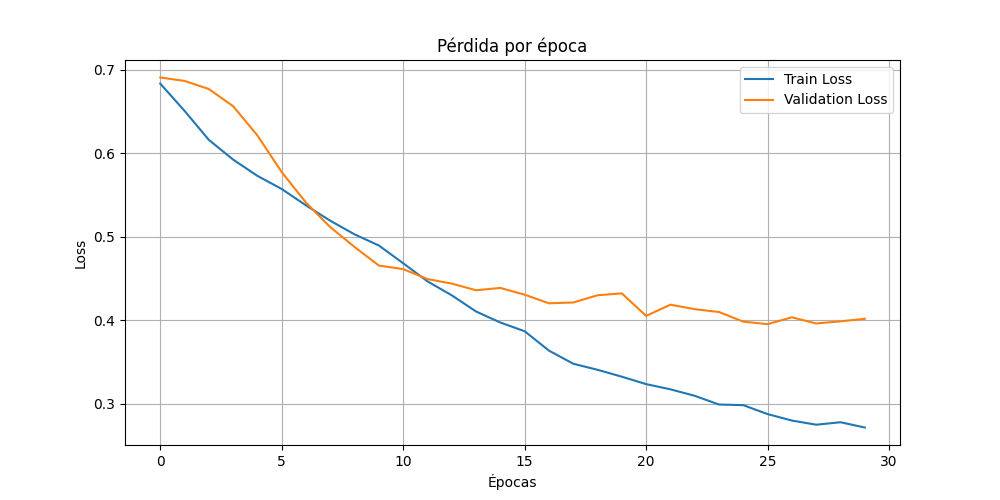 Pérdida por época
Train Loss
Validation Loss
0.7
0.6
0.5
0.4
0.3
Loss
0 5 10 15 20 25 30
Épocas